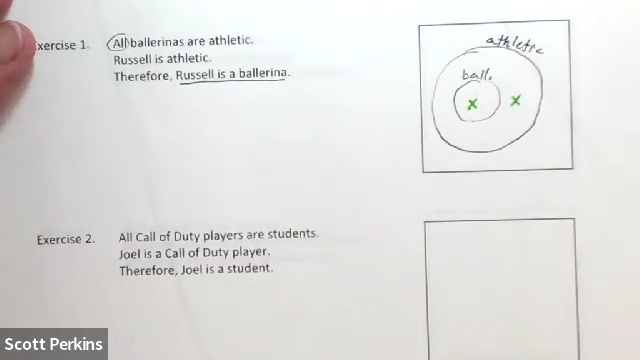 xercise 1. All ballerinas are athletic.
Russell is athletic.
Therefore, Russell is a ballerina.
athletic
ball.
x x
Exercise 2. All Call of Duty players are students.
Joel is a Call of Duty player.
Therefore, Joel is a student.
Scott Perkins